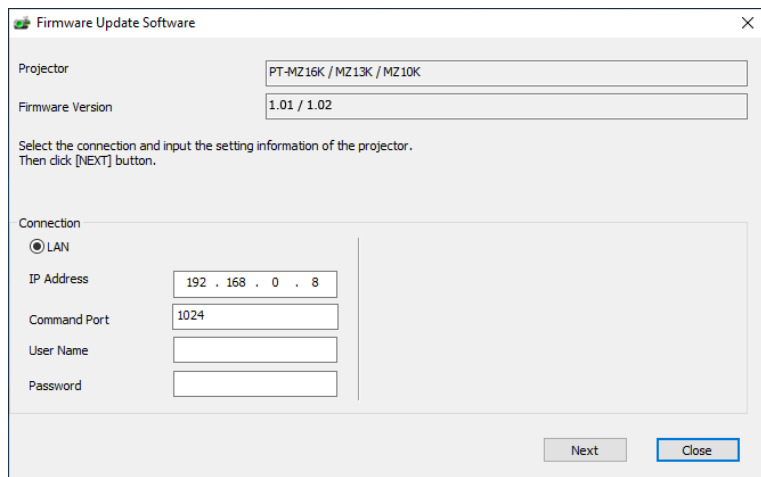 Firmware Update Software
Projector
PT-MZ16K / MZ13K / MZ10K
Firmware Version
1.01 / 1.02
Select the connection and input the setting information of the projector.
Then click [NEXT] button.
Connection
LAN
IP Address
192 . 168 . 0 . 8
Command Port
1024
User Name
Password
Next
Close